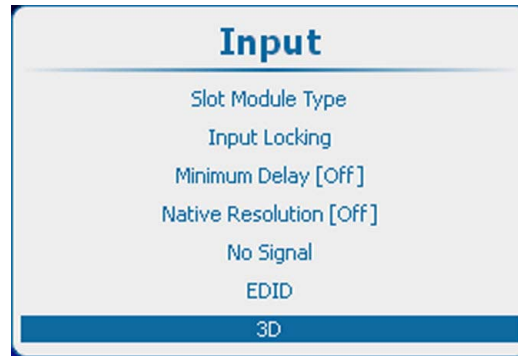 Input
Slot Module Type
Input Locking
Minimum Delay [Off]
Native Resolution [Off]
No Signal
EDID
3D